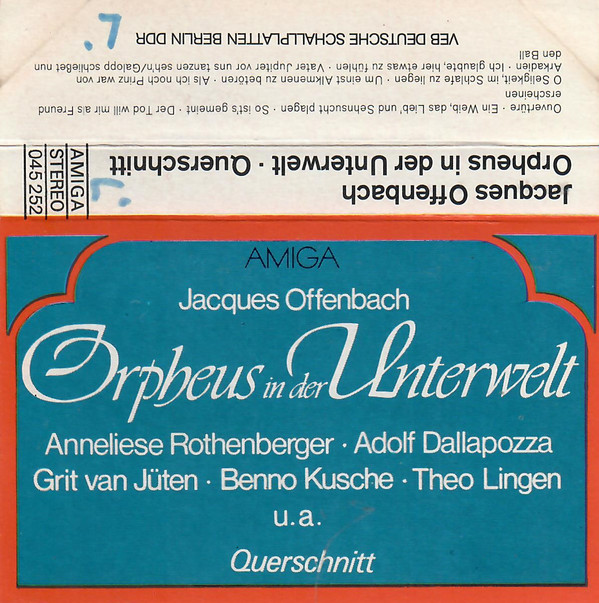 AMIGA
Jacques Offenbach
Orpheus in der Unterwelt
Anneliese Rothenberger · Adolf Dallapozza
Grit van Jüten · Benno Kusche · Theo Lingen
u.a.
Querschnitt
Jacques Offenbach
Orpheus in der Unterwelt · Querschnitt
AMIGA
STEREO
045 252
Ouvertüre · Ein Weib, das Lieb' und Sehnsucht plagen · So ist's gemeint · Der Tod will mir als Freund
erscheinen
O Seligkeit, im Schlafe zu liegen · Um einst Alkmenen zu betören · Als ich noch Prinz war von
Arkadien · Ich, glaubte, hier etwas zu fühlen · Vater Jupiter vor uns tanzen sehn/Galopp schließet nun
den Ball
VEB DEUTSCHE SCHALLPLATTEN BERLIN DDR